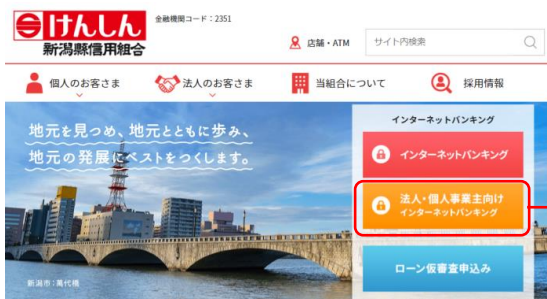 けんしん
新潟縣信用組合
金融機関コード：2351
店舗・ATM
サイト内検索
個人のお客さま
法人のお客さま
当組合について
採用情報
地元を見つめ、地元とともに歩み、
地元の発展にベストをつくします。
新潟市：萬代橋
インターネットバンキング
インターネットバンキング
法人・個人事業主向け
インターネットバンキング
ローン仮審査申込み